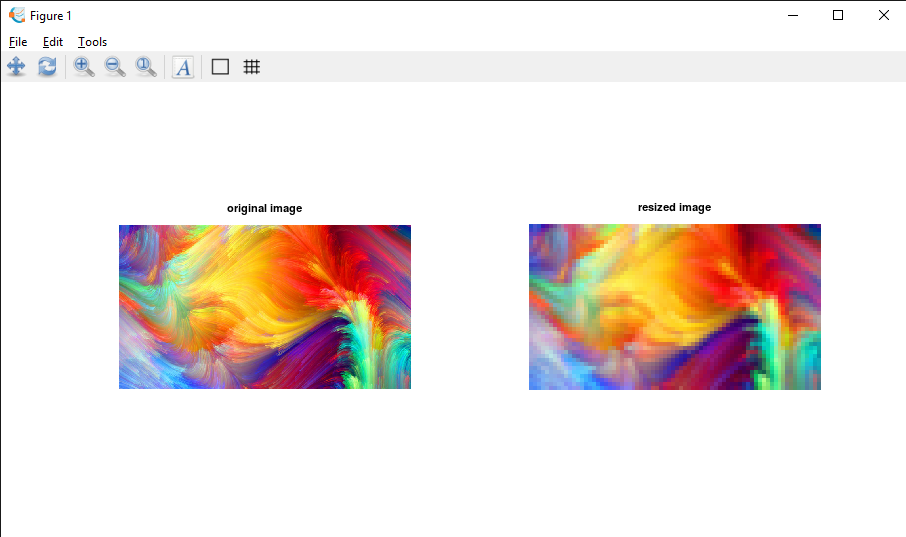 Figure 1
File Edit Tools
A
original image
resized image